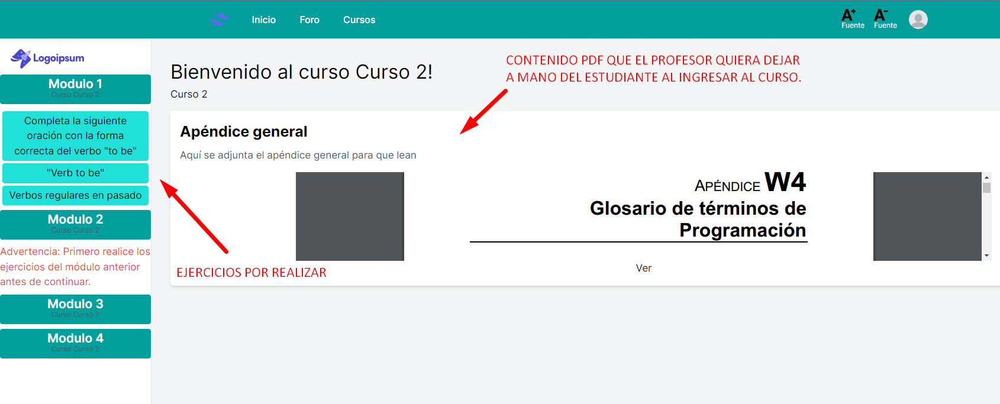 Inicio Foro Cursos
A+ Fuente
A- Fuente
Logoipsum
Modulo 1
Curso Curso 2
Completa la siguiente
oración con la forma
correcta del verbo "to be"
"Verb to be"
Verbos regulares en pasado
Modulo 2
Curso Curso 2
Advertencia: Primero realice los
ejercicios del módulo anterior
antes de continuar.
Modulo 3
Curso Curso 2
Modulo 4
Curso Curso 2
Bienvenido al curso Curso 2!
Curso 2
CONTENIDO PDF QUE EL PROFESOR QUIERA DEJAR
A MANO DEL ESTUDIANTE AL INGRESAR AL CURSO.
Apéndice general
Aquí se adjunta el apéndice general para que lean
APÉNDICE W4
Glosario de términos de
Programación
Ver
EJERCICIOS POR REALIZAR